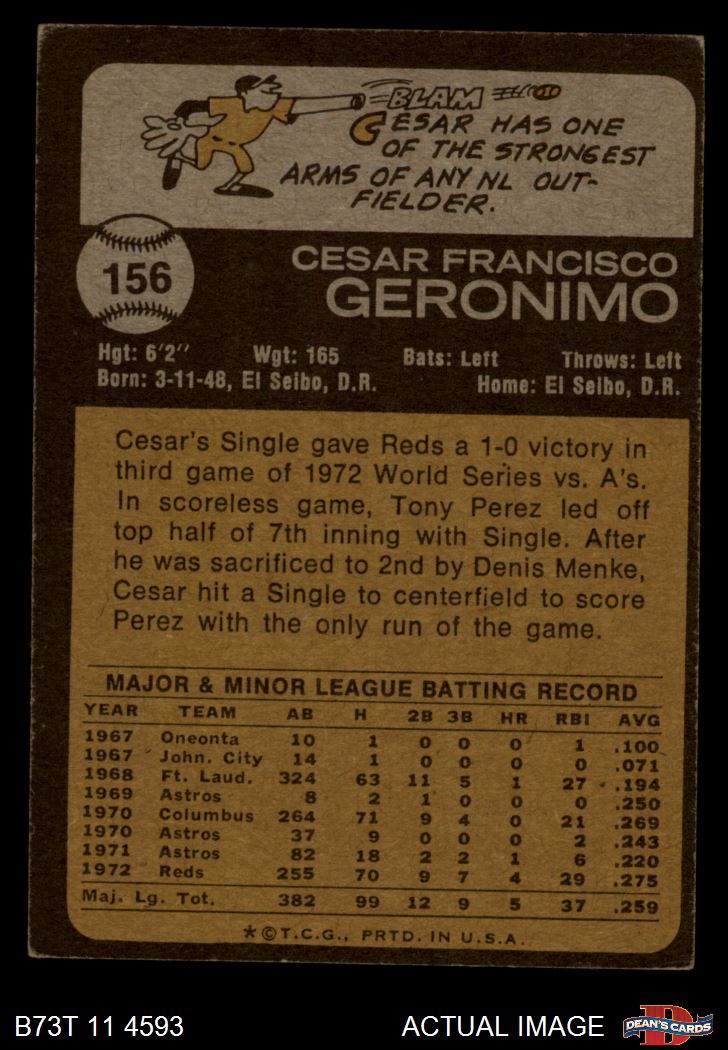 BLAM
CESAR HAS ONE
OF THE STRONGEST
ARMS OF ANY NL OUT-
FIELDER.
156
CESAR FRANCISCO
GERONIMO
Hgt: 6'2" Wgt: 165 Bats: Left Throws: Left
Born: 3-11-48, El Seibo, D.R. Home: El Seibo, D.R.
Cesar's Single gave Reds a 1-0 victory in
third game of 1972 World Series vs. A's.
In scoreless game, Tony Perez led off
top half of 7th inning with Single. After
he was sacrificed to 2nd by Denis Menke,
Cesar hit a Single to centerfield to score
Perez with the only run of the game.
MAJOR & MINOR LEAGUE BATTING RECORD
YEAR TEAM AB H 2B 3B HR RBI AVG
1967 Oneonta 10 1 0 0 0 1 .100
1967 John. City 14 1 0 0 0 0 .071
1968 Ft. Laud. 324 63 11 5 1 27 .194
1969 Astros 8 2 1 0 0 0 .250
1970 Columbus 264 71 9 4 0 21 .269
1970 Astros 37 9 0 0 0 2 .243
1971 Astros 82 18 2 2 1 6 .220
1972 Reds 255 70 9 7 4 29 .275
Maj. Lg. Tot. 382 99 12 9 5 37 .259
*©T.C.G., PRTD. IN U.S.A.
B73T 11 4593 ACTUAL IMAGE
D
DEAN'S CARDS